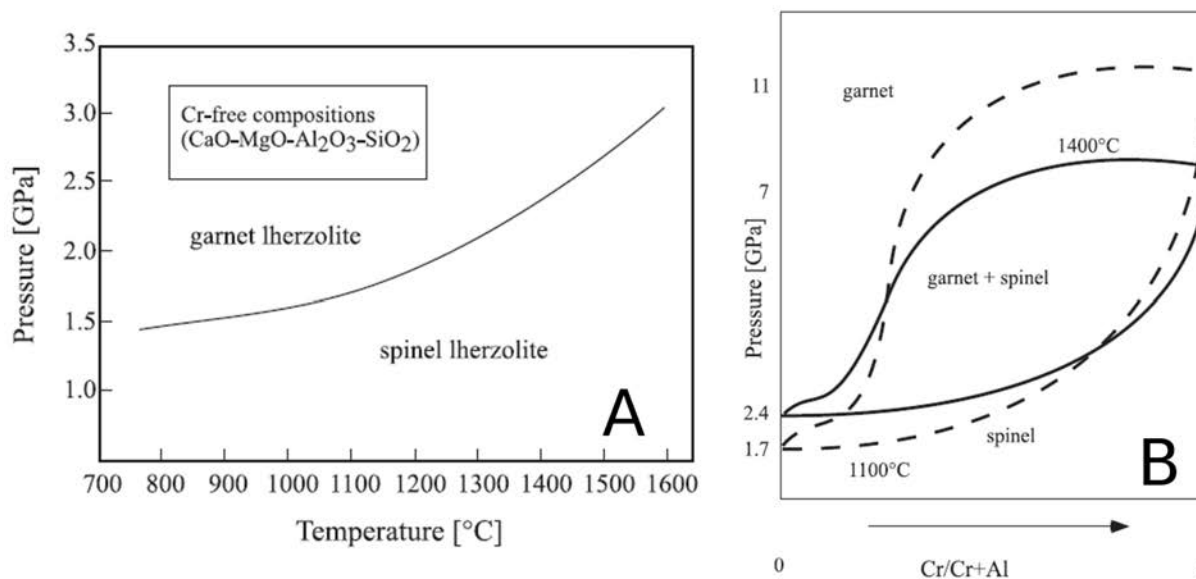 3.5
3.0
2.5
2.0
1.5
1.0
Pressure [GPa]
Cr-free compositions
(CaO-MgO-Al₂O₃-SiO₂)
garnet lherzolite
spinel lherzolite
A
700 800 900 1000 1100 1200 1300 1400 1500 1600
Temperature [°C]
11
7
2.4
1.7
Pressure [GPa]
garnet
1400°C
garnet + spinel
spinel
1100°C
B
0
Cr/Cr+Al